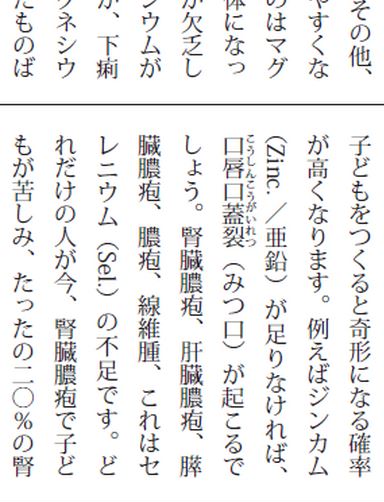 その他、
やすくな
のはマグ
体になっ
が欠乏し
シウムが
か、下痢
グネシウ
たものば
子どもをつくると奇形になる確率
が高くなります。例えばジンカム
（Zinc.／亜鉛）が足りなければ、
こうしんこうがいれつ
口唇口蓋裂（みつ口）が起こるで
しょう。腎臓膿疱、肝臓膿疱、膵
臓膿疱、膿疱、線維腫、これはセ
レニウム（Sel.）の不足です。ど
れだけの人が今、腎臓膿疱で子ど
もが苦しみ、たったの二〇％の腎